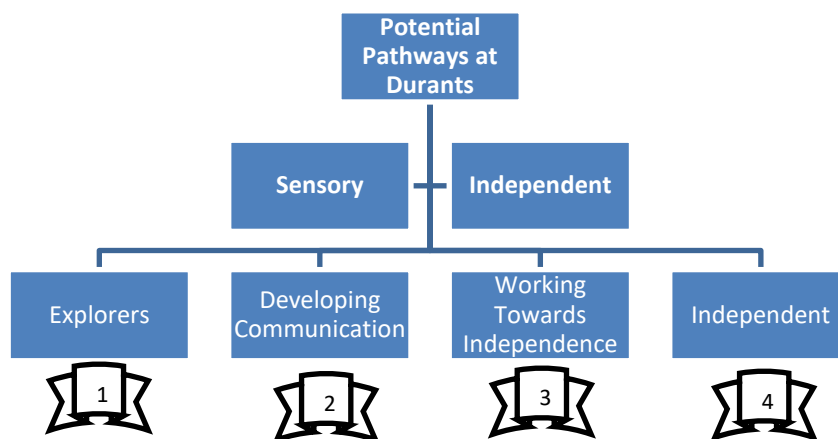 Potential
Pathways at
Durants
Sensory
Independent
Explorers
Developing
Communication
Working
Towards
Independence
Independent
1
2
3
4